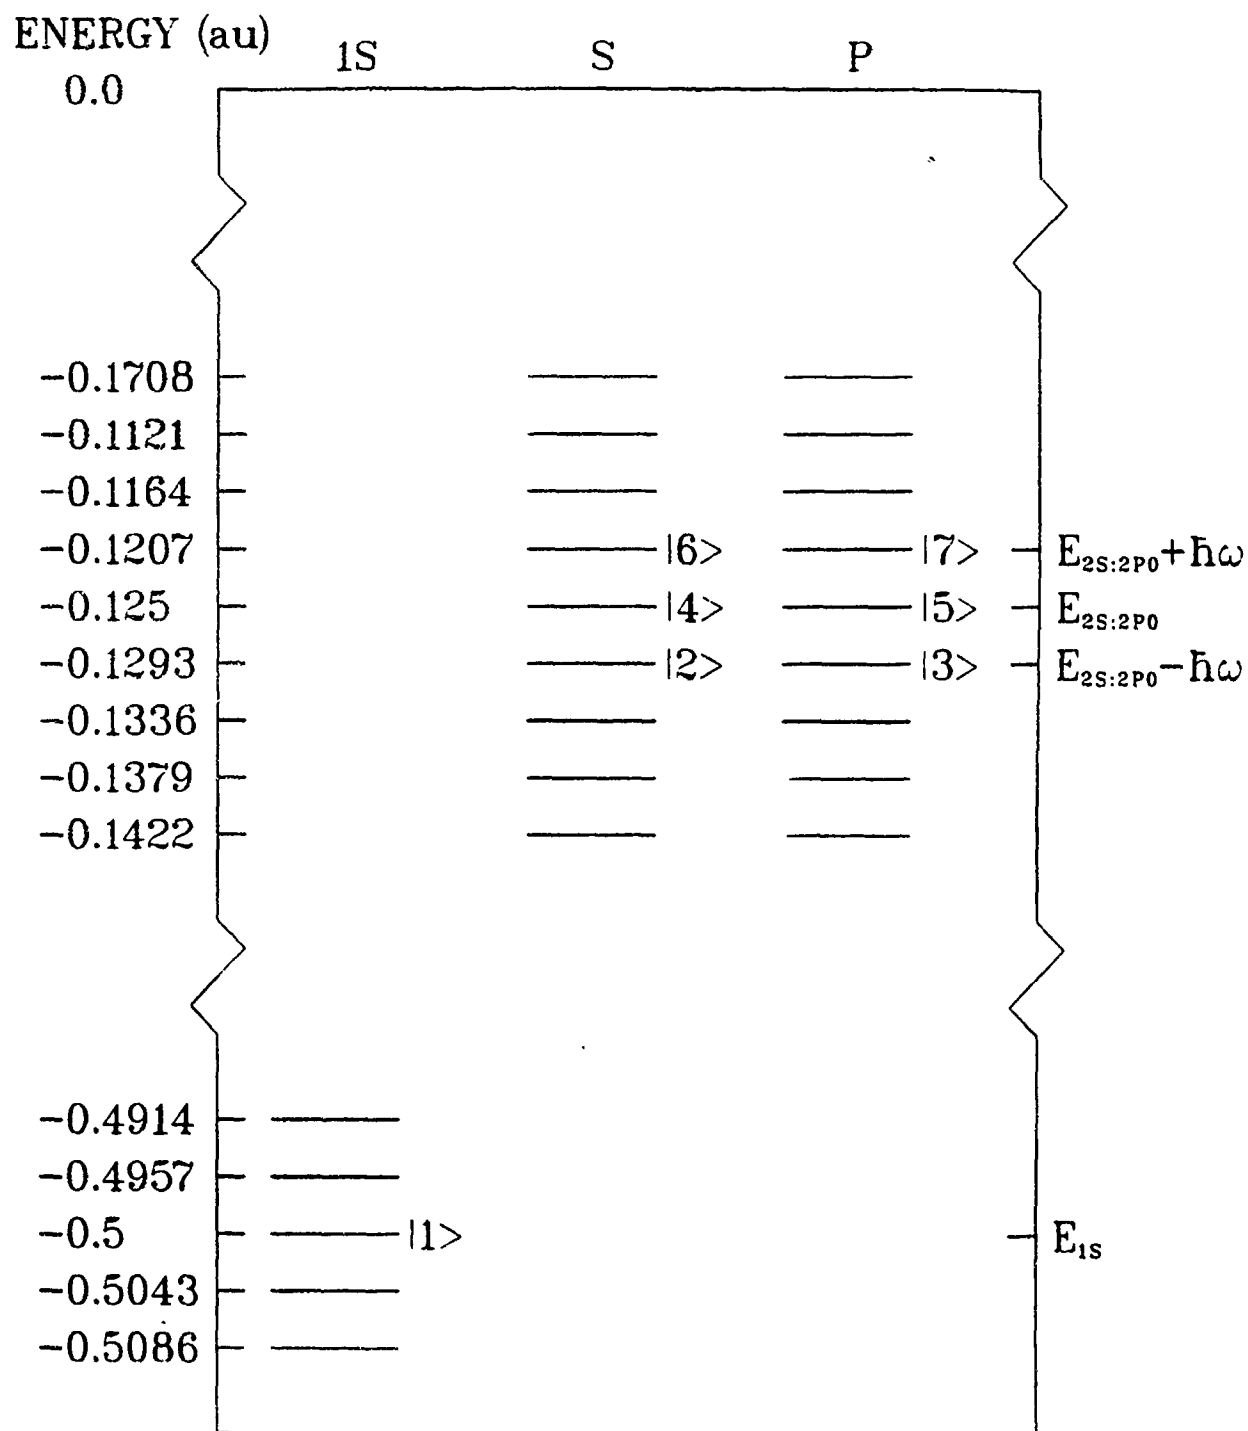 ENERGY (au)
1S S P
0.0
-0.1708
-0.1121
-0.1164
-0.1207 |6> |7> E₂S:₂P₀+ħω
-0.125 |4> |5> E₂S:₂P₀
-0.1293 |2> |3> E₂S:₂P₀-ħω
-0.1336
-0.1379
-0.1422
-0.4914
-0.4957
-0.5 |1> E₁S
-0.5043
-0.5086